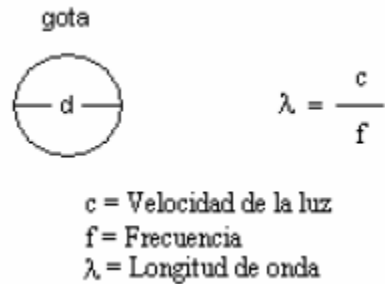 gota
d
λ = c / f
c = Velocidad de la luz
f = Frecuencia
λ = Longitud de onda